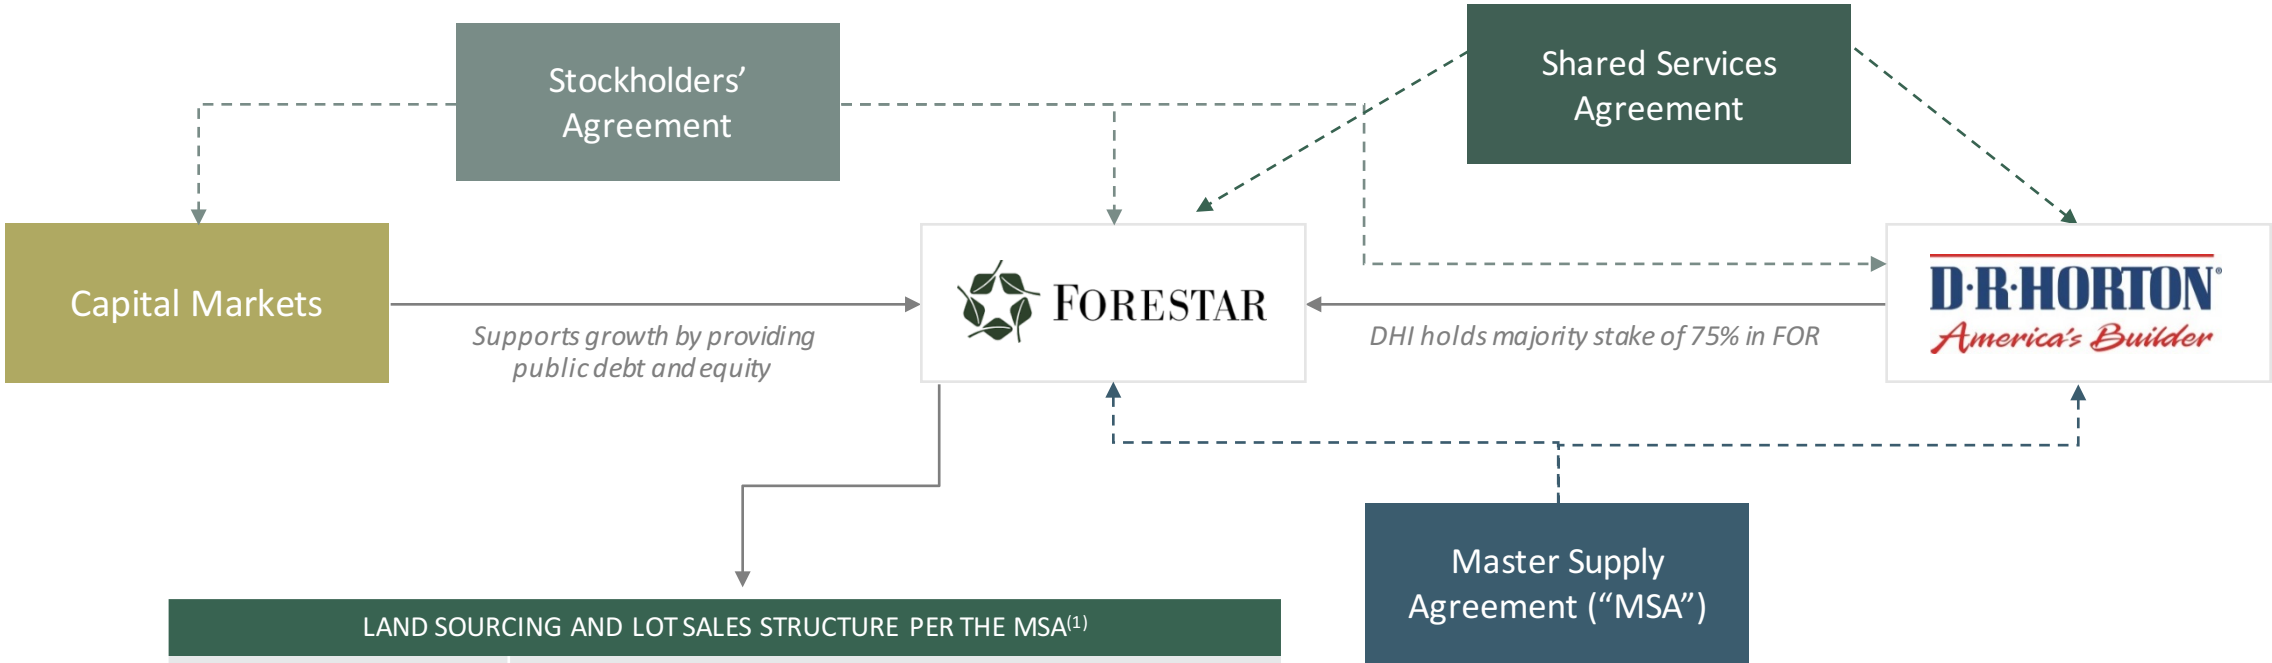 Stockholders’
Agreement
Shared Services
Agreement
Capital Markets
Supports growth by providing
public debt and equity
FORESTAR
DHI holds majority stake of 75% in FOR
D·R·HORTON®
America's Builder
Master Supply
Agreement (“MSA”)
LAND SOURCING AND LOT SALES STRUCTURE PER THE MSA(1)